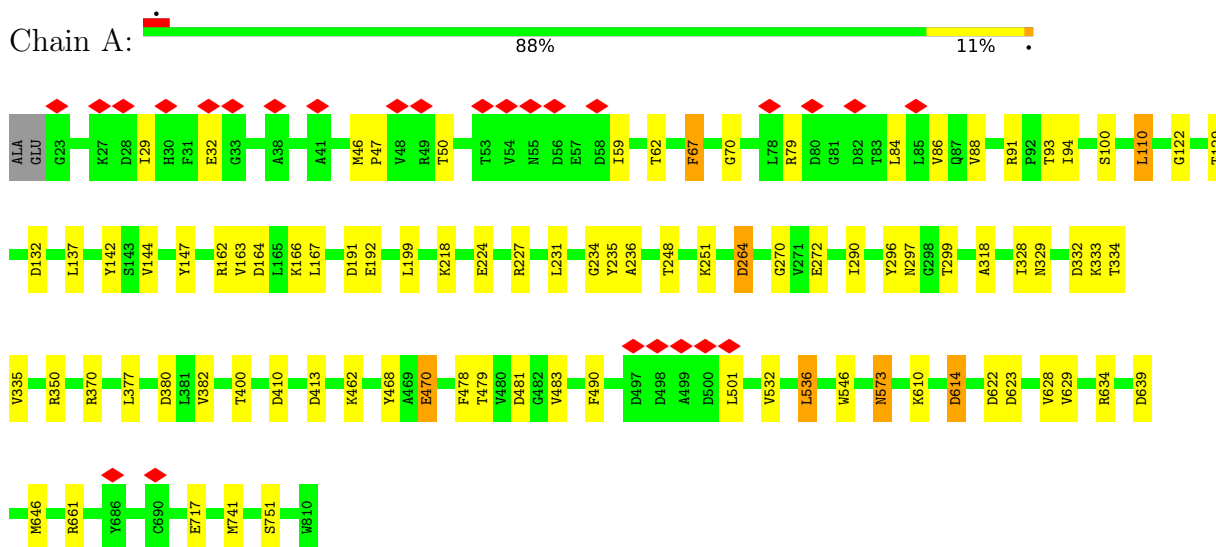 Chain A: 88% 11%
ALA GLU G23 K27 D28 I29 H30 F31 E32 G33 A38 A41 M46 P47 V48 R49 T50 T53 V54 N55 D56 E57 D58 I59 T62 F67 G70 L78 R79 D80 G81 D82 T83 L84 L85 V86 Q87 V88 R91 P92 T93 I94 S100 L110 G122
D132 L137 Y142 S143 V144 Y147 R162 V163 D164 L165 K166 L167 D191 E192 L199 K218 E224 R227 L231 G234 Y235 A236 T248 K251 D264 G270 V271 E272 I290 Y296 N297 G298 T299 A318 I328 N329 D332 K333 T334
V335 R350 R370 L377 D380 L381 V382 T400 D410 D413 K462 Y468 A469 E470 F478 T479 V480 D481 G482 V483 F490 D497 D498 A499 D500 L501 V532 L536 W546 N573 K610 D614 D622 D623 V628 V629 R634 D639
M646 R661 Y686 C690 E717 M741 S751 W810